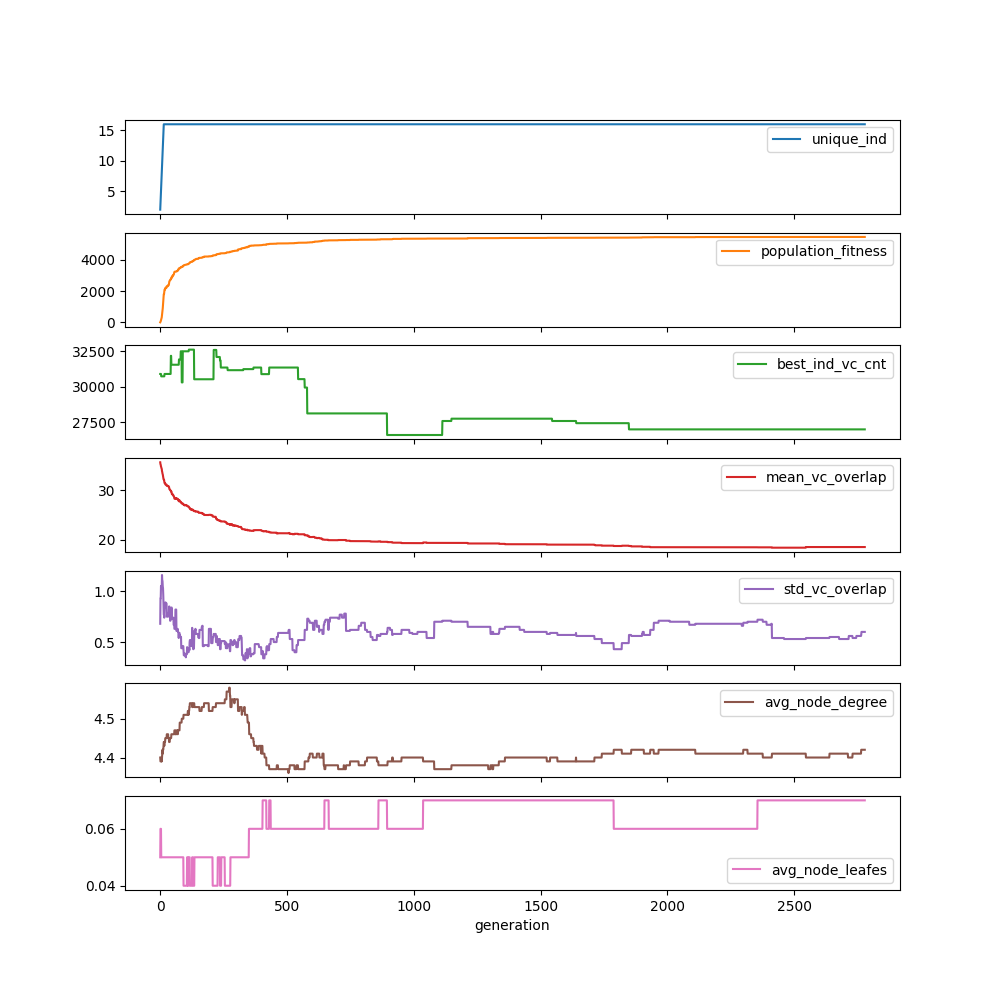 15
10
5
unique_ind
4000
2000
0
population_fitness
32500
30000
27500
best_ind_vc_cnt
30
20
mean_vc_overlap
1.0
0.5
std_vc_overlap
4.5
4.4
avg_node_degree
0.06
0.04
avg_node_leafes
0 500 1000 1500 2000 2500
generation